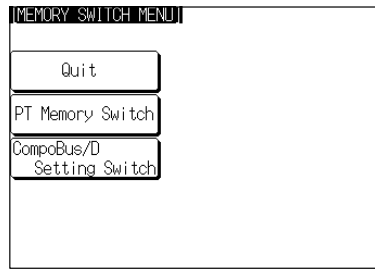 [MEMORY SWITCH MENU]
Quit
PT Memory Switch
CompoBus/D
Setting Switch